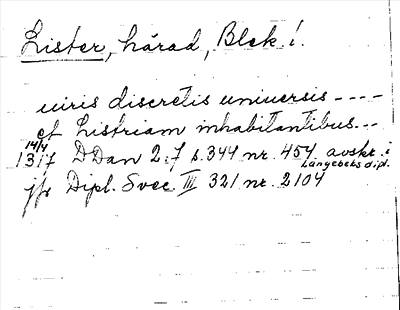 Lister, härad, Blek. l.
uiris discretis uniuersis ----
et Listriam inhabitantibus...
14/4
1317 DDan 2:7 s. 344 nr. 454 avskr. i
Langebeks dipl.
jfr Dipl. Svec. III 321 nr. 2104